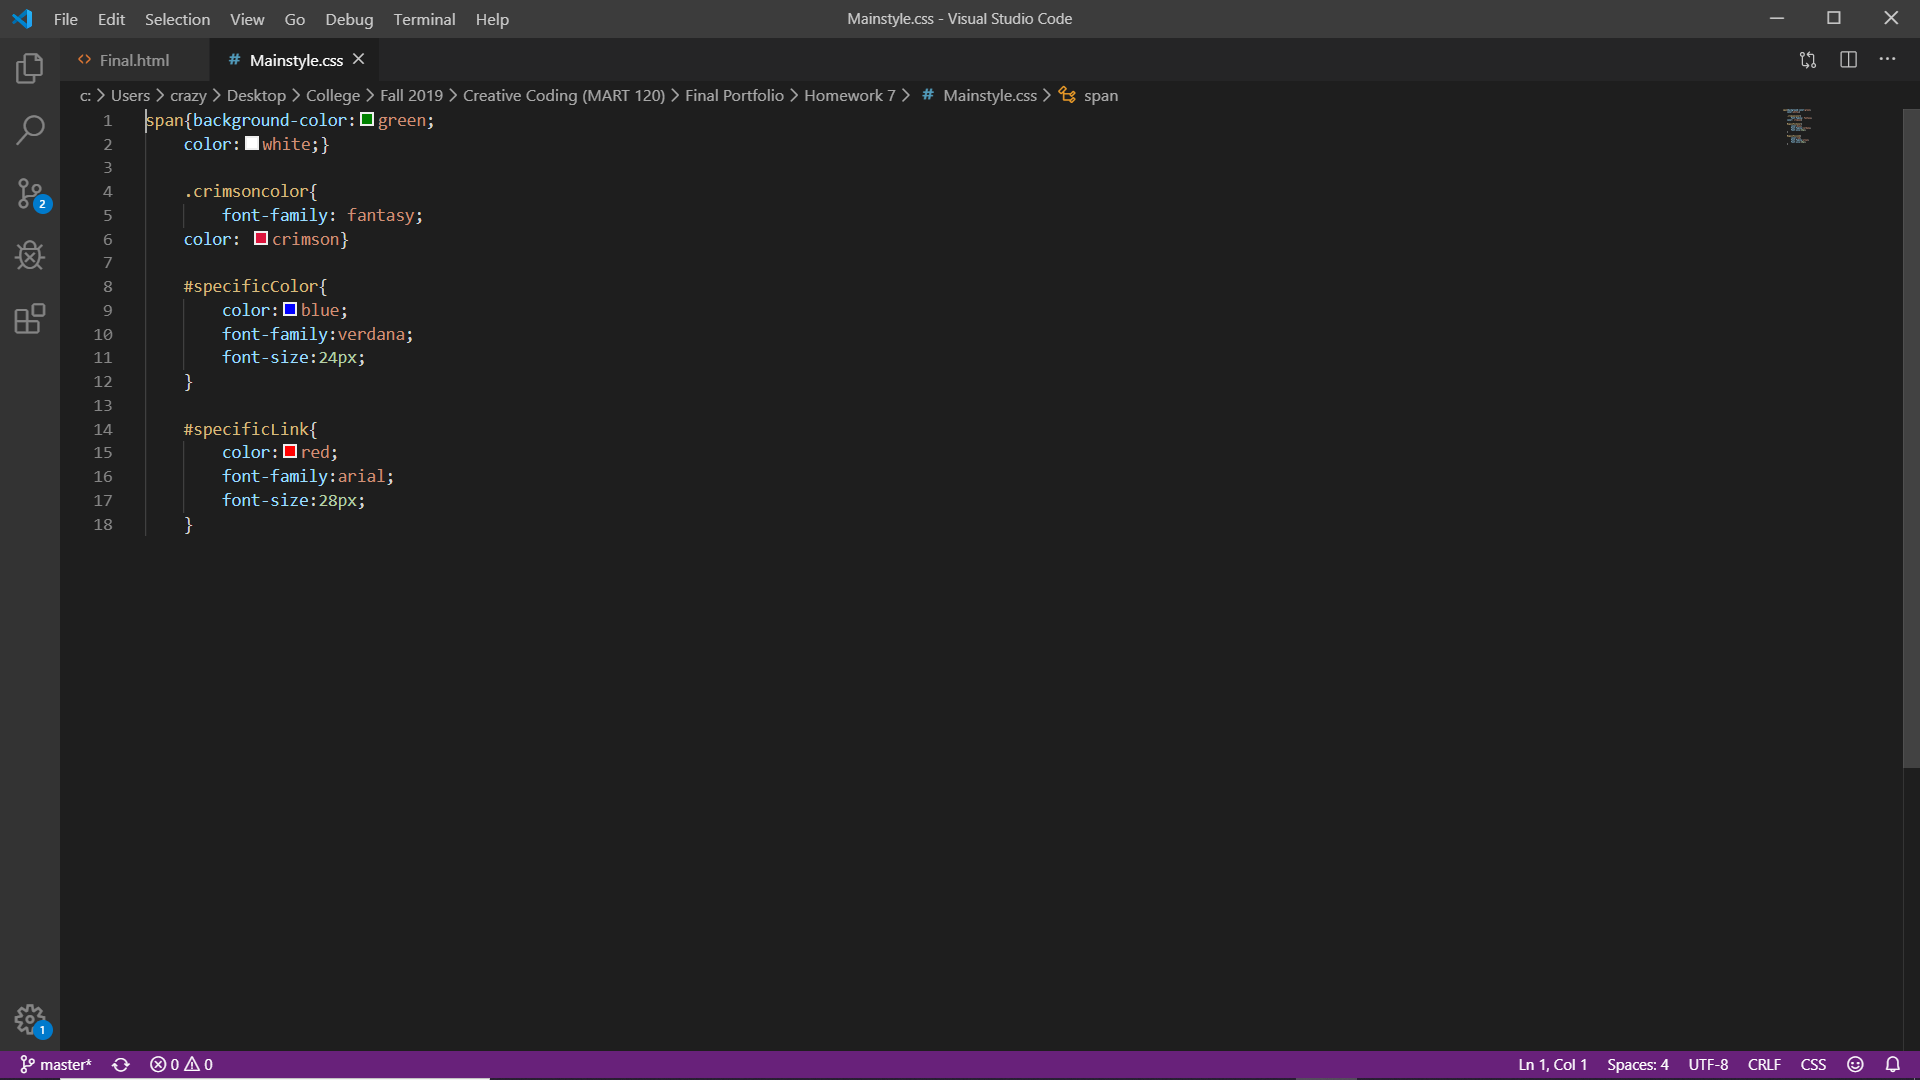 File Edit Selection View Go Debug Terminal Help
Mainstyle.css - Visual Studio Code
Final.html
# Mainstyle.css
c: > Users > crazy > Desktop > College > Fall 2019 > Creative Coding (MART 120) > Final Portfolio > Homework 7 > # Mainstyle.css > span
1 span{background-color:green;
2     color:white;}
3
4     .crimsoncolor{
5         font-family: fantasy;
6     color: crimson}
7
8     #specificColor{
9         color:blue;
10         font-family:verdana;
11         font-size:24px;
12     }
13
14     #specificLink{
15         color:red;
16         font-family:arial;
17         font-size:28px;
18     }
2
1
master* 0 0 Ln 1, Col 1 Spaces: 4 UTF-8 CRLF CSS